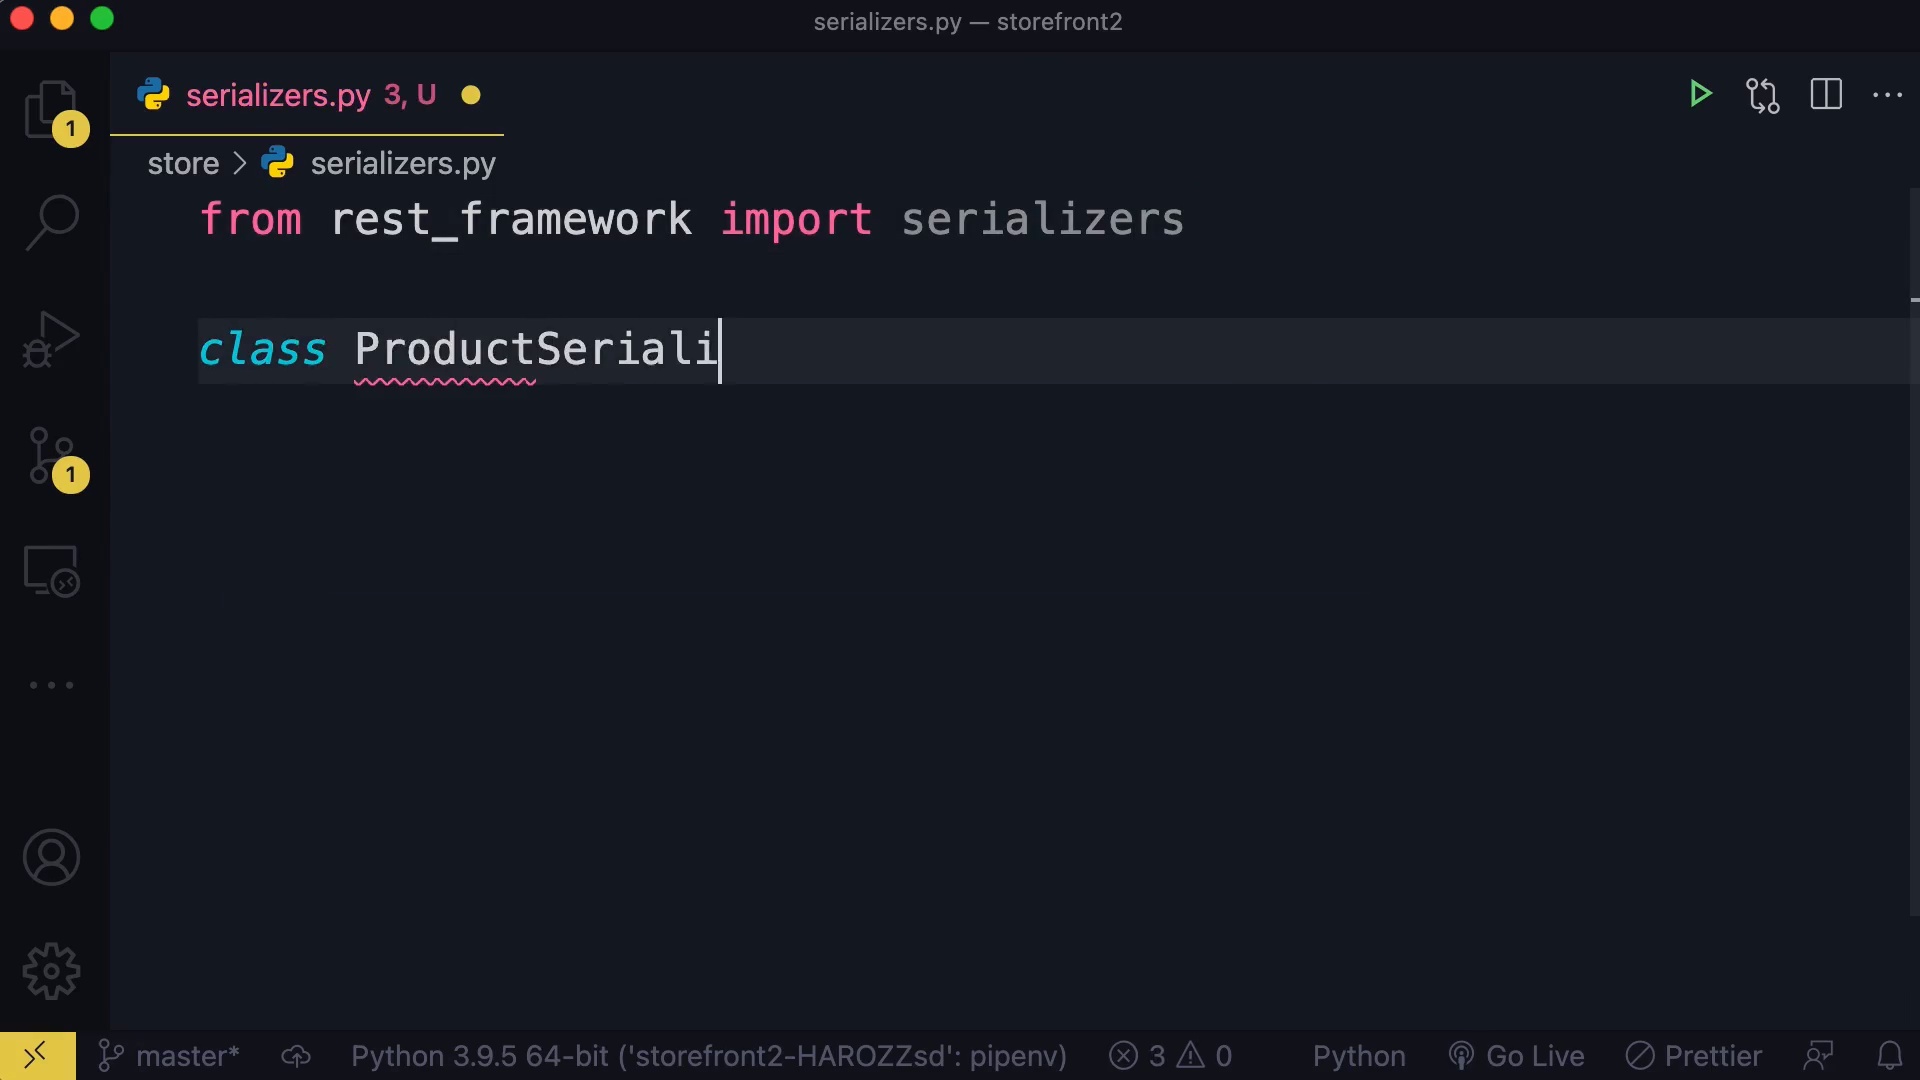 serializers.py — storefront2
serializers.py 3, U
store > serializers.py
from rest_framework import serializers
class ProductSeriali
1
1
master* Python 3.9.5 64-bit ('storefront2-HAROZZsd': pipenv) 3 0 Python Go Live Prettier